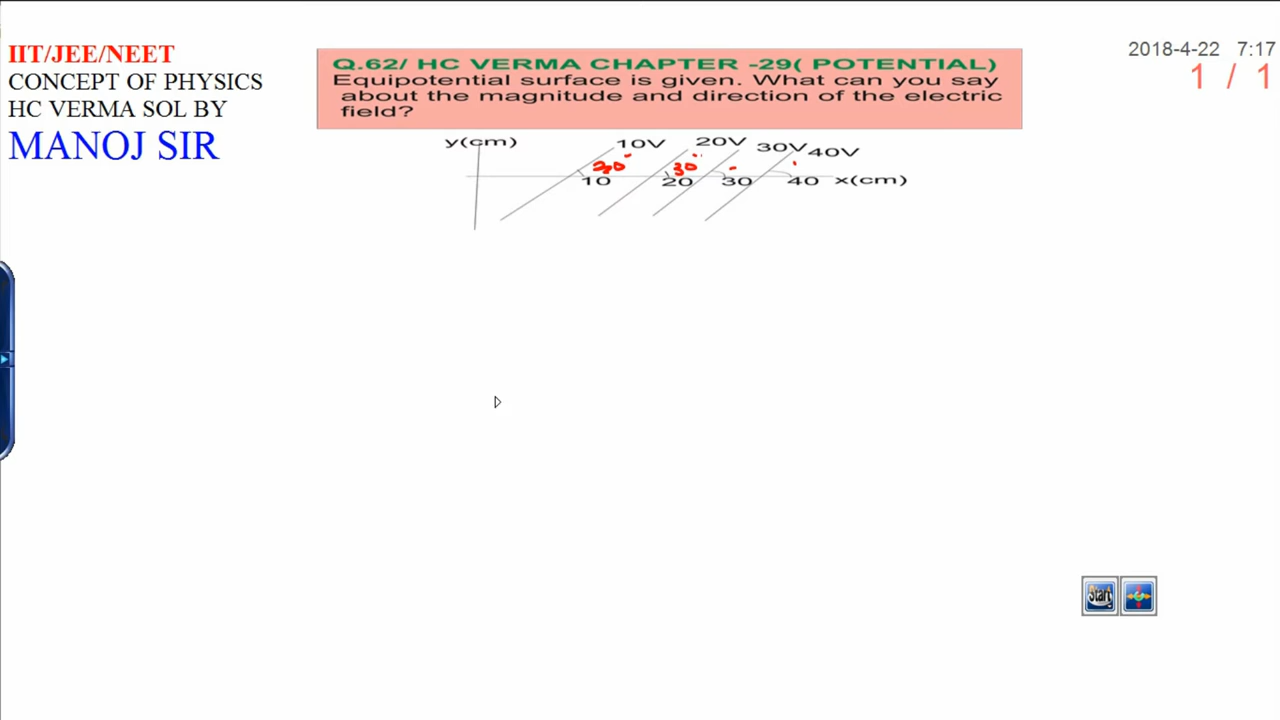 IIT/JEE/NEET
CONCEPT OF PHYSICS
HC VERMA SOL BY
MANOJ SIR
Q.62/ HC VERMA CHAPTER -29( POTENTIAL)
Equipotential surface is given. What can you say
about the magnitude and direction of the electric
field?
2018-4-22 7:17
1 / 1
y(cm) 10V 20V 30V 40V
30° 30°
10 20 30 40 x(cm)
Start